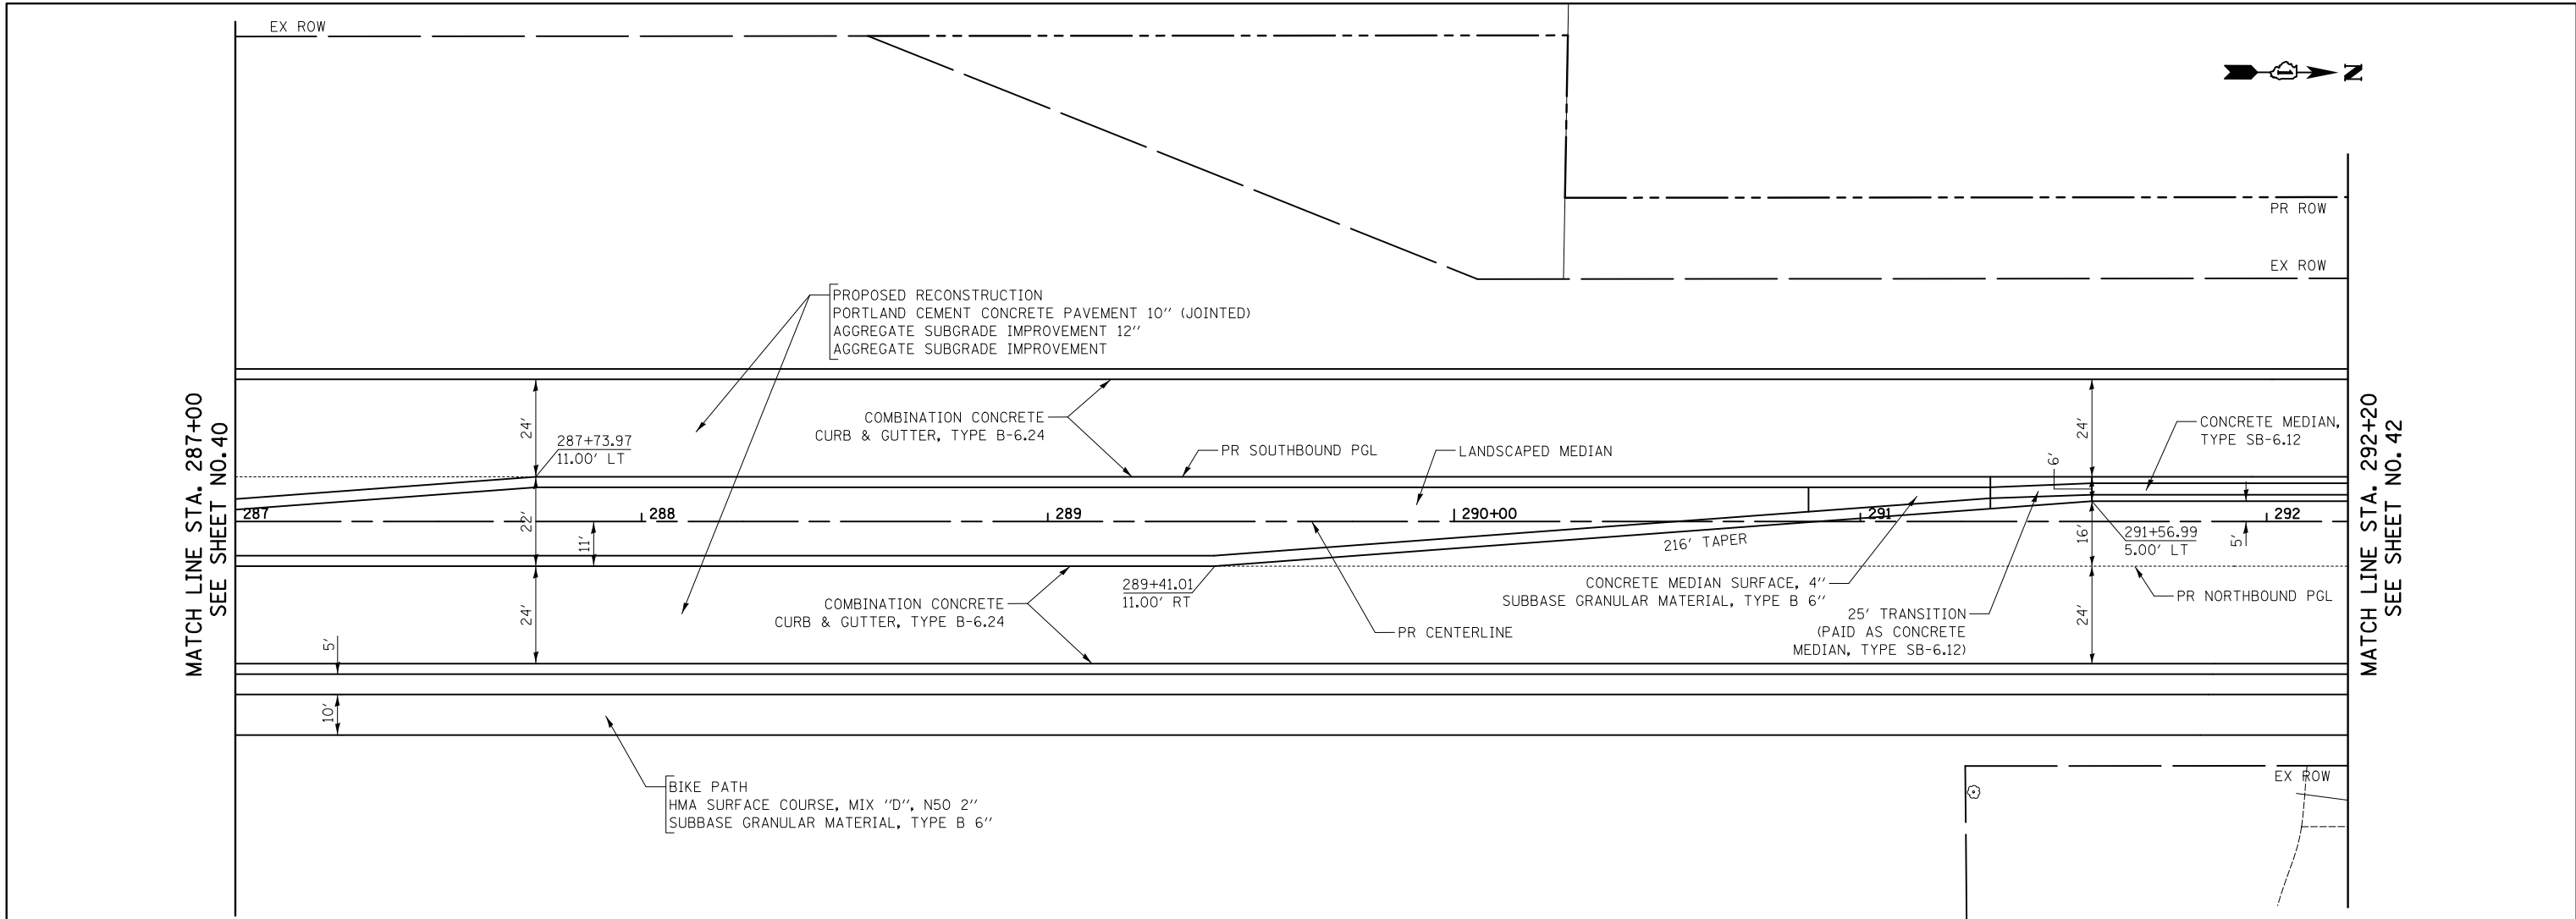 EX ROW
N
PR ROW
EX ROW
PROPOSED RECONSTRUCTION
PORTLAND CEMENT CONCRETE PAVEMENT 10" (JOINTED)
AGGREGATE SUBGRADE IMPROVEMENT 12"
AGGREGATE SUBGRADE IMPROVEMENT
MATCH LINE STA. 287+00
SEE SHEET NO. 40
24'
287+73.97
11.00' LT
COMBINATION CONCRETE
CURB & GUTTER, TYPE B-6.24
PR SOUTHBOUND PGL
LANDSCAPED MEDIAN
24'
6'
CONCRETE MEDIAN,
TYPE SB-6.12
MATCH LINE STA. 292+20
SEE SHEET NO. 42
287
22'
11'
288
289
290+00
291
292
216' TAPER
16'
291+56.99
5.00' LT
5'
289+41.01
11.00' RT
CONCRETE MEDIAN SURFACE, 4"
SUBBASE GRANULAR MATERIAL, TYPE B 6"
PR NORTHBOUND PGL
24'
COMBINATION CONCRETE
CURB & GUTTER, TYPE B-6.24
PR CENTERLINE
25' TRANSITION
(PAID AS CONCRETE
MEDIAN, TYPE SB-6.12)
24'
5'
10'
BIKE PATH
HMA SURFACE COURSE, MIX "D", N50 2"
SUBBASE GRANULAR MATERIAL, TYPE B 6"
EX ROW